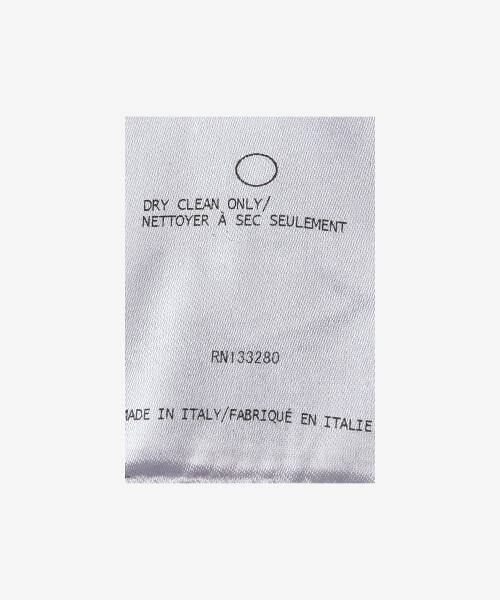 DRY CLEAN ONLY/
NETTOYER À SEC SEULEMENT
RN133280
MADE IN ITALY/FABRIQUÉ EN ITALIE